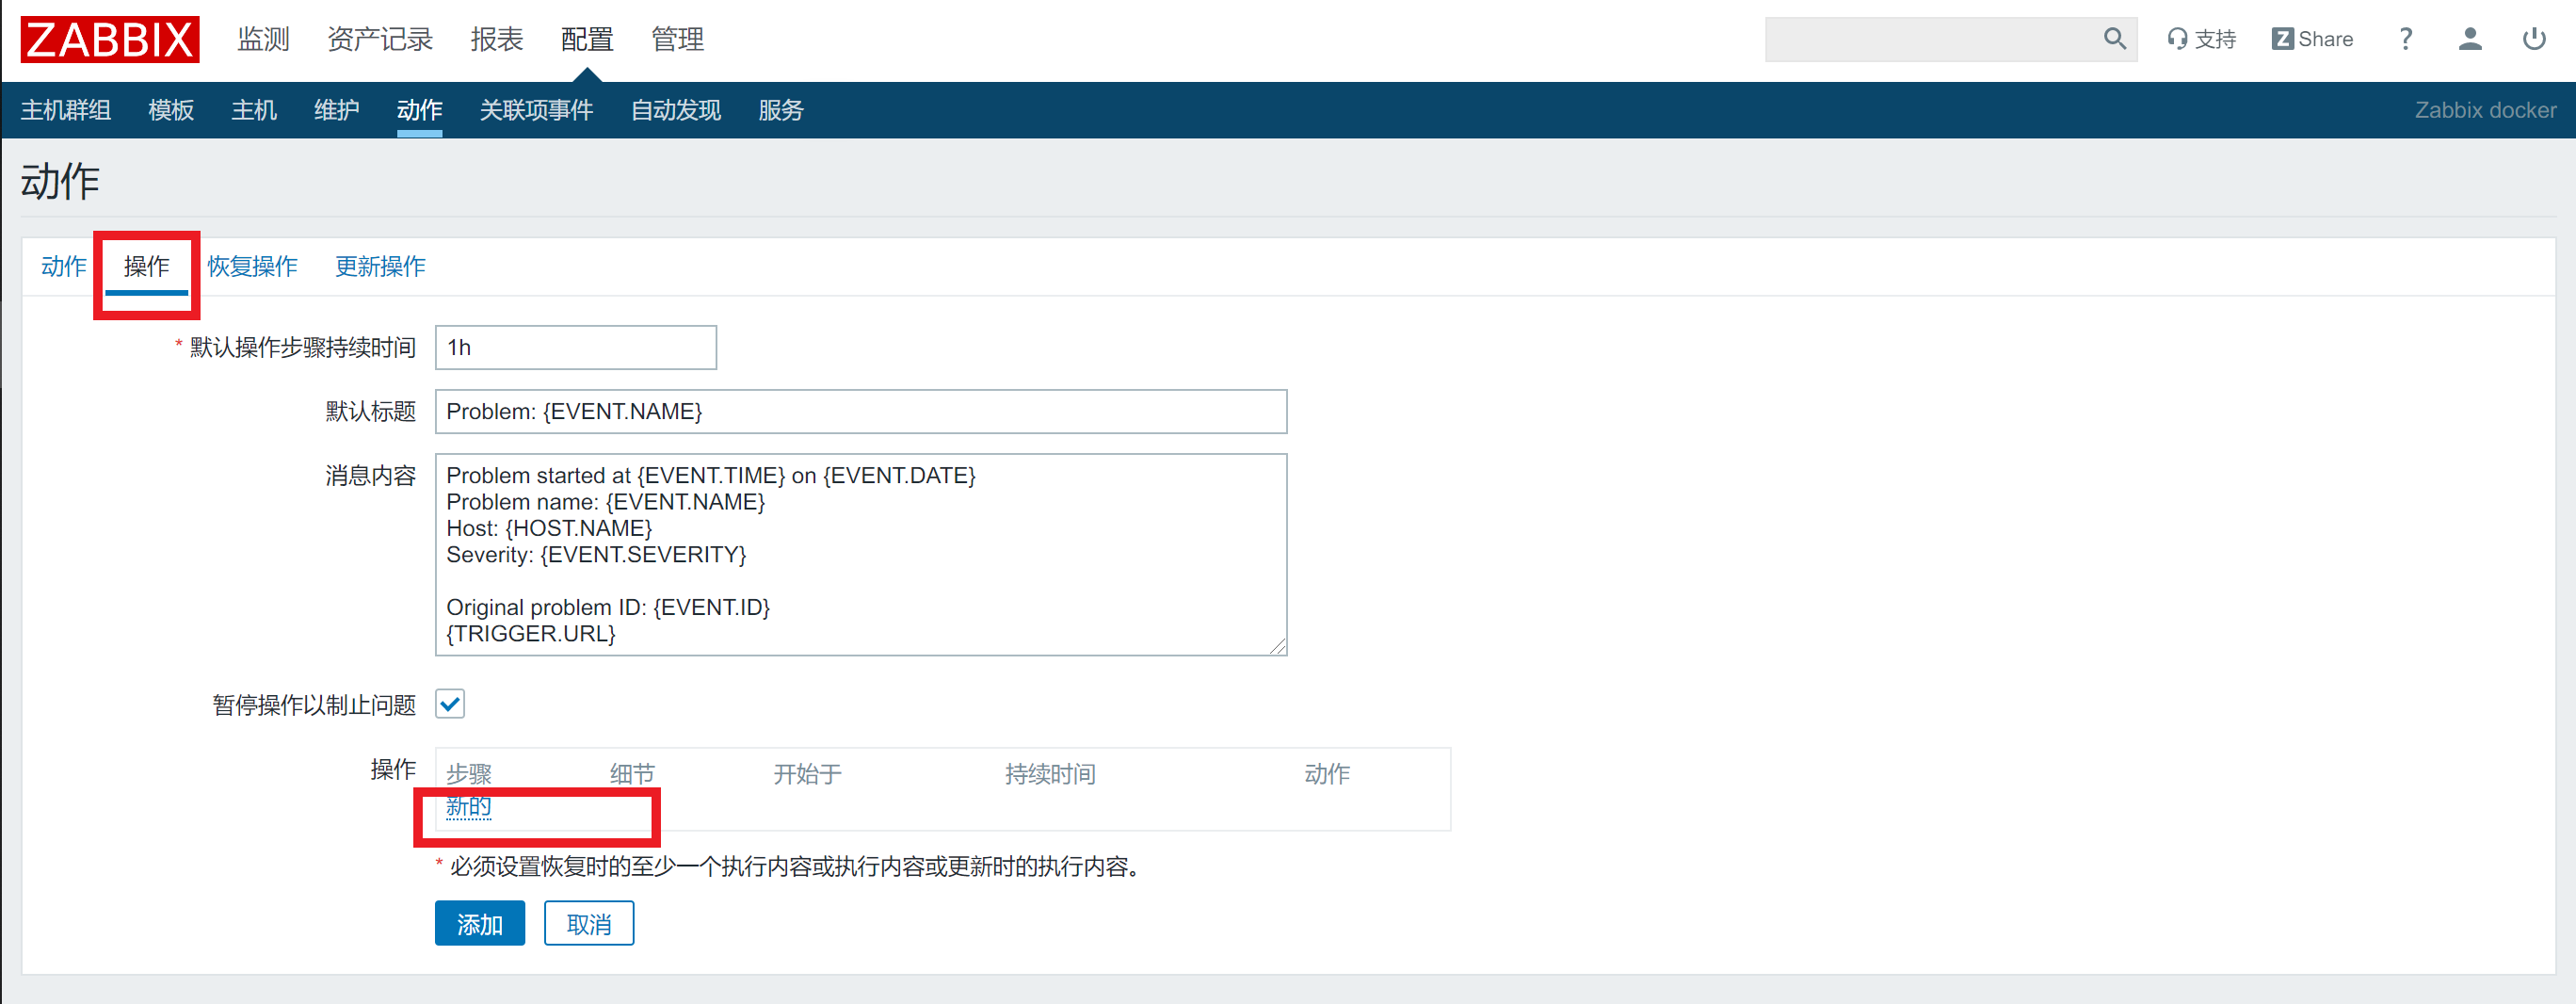 ZABBIX 监测 资产记录 报表 配置 管理 支持 Z Share ?
主机群组 模板 主机 维护 动作 关联项事件 自动发现 服务 Zabbix docker
动作
动作 操作 恢复操作 更新操作
* 默认操作步骤持续时间 1h
默认标题 Problem: {EVENT.NAME}
消息内容 Problem started at {EVENT.TIME} on {EVENT.DATE}
Problem name: {EVENT.NAME}
Host: {HOST.NAME}
Severity: {EVENT.SEVERITY}
Original problem ID: {EVENT.ID}
{TRIGGER.URL}
暂停操作以制止问题
操作 步骤 细节 开始于 持续时间 动作
新的
* 必须设置恢复时的至少一个执行内容或执行内容或更新时的执行内容。
添加 取消